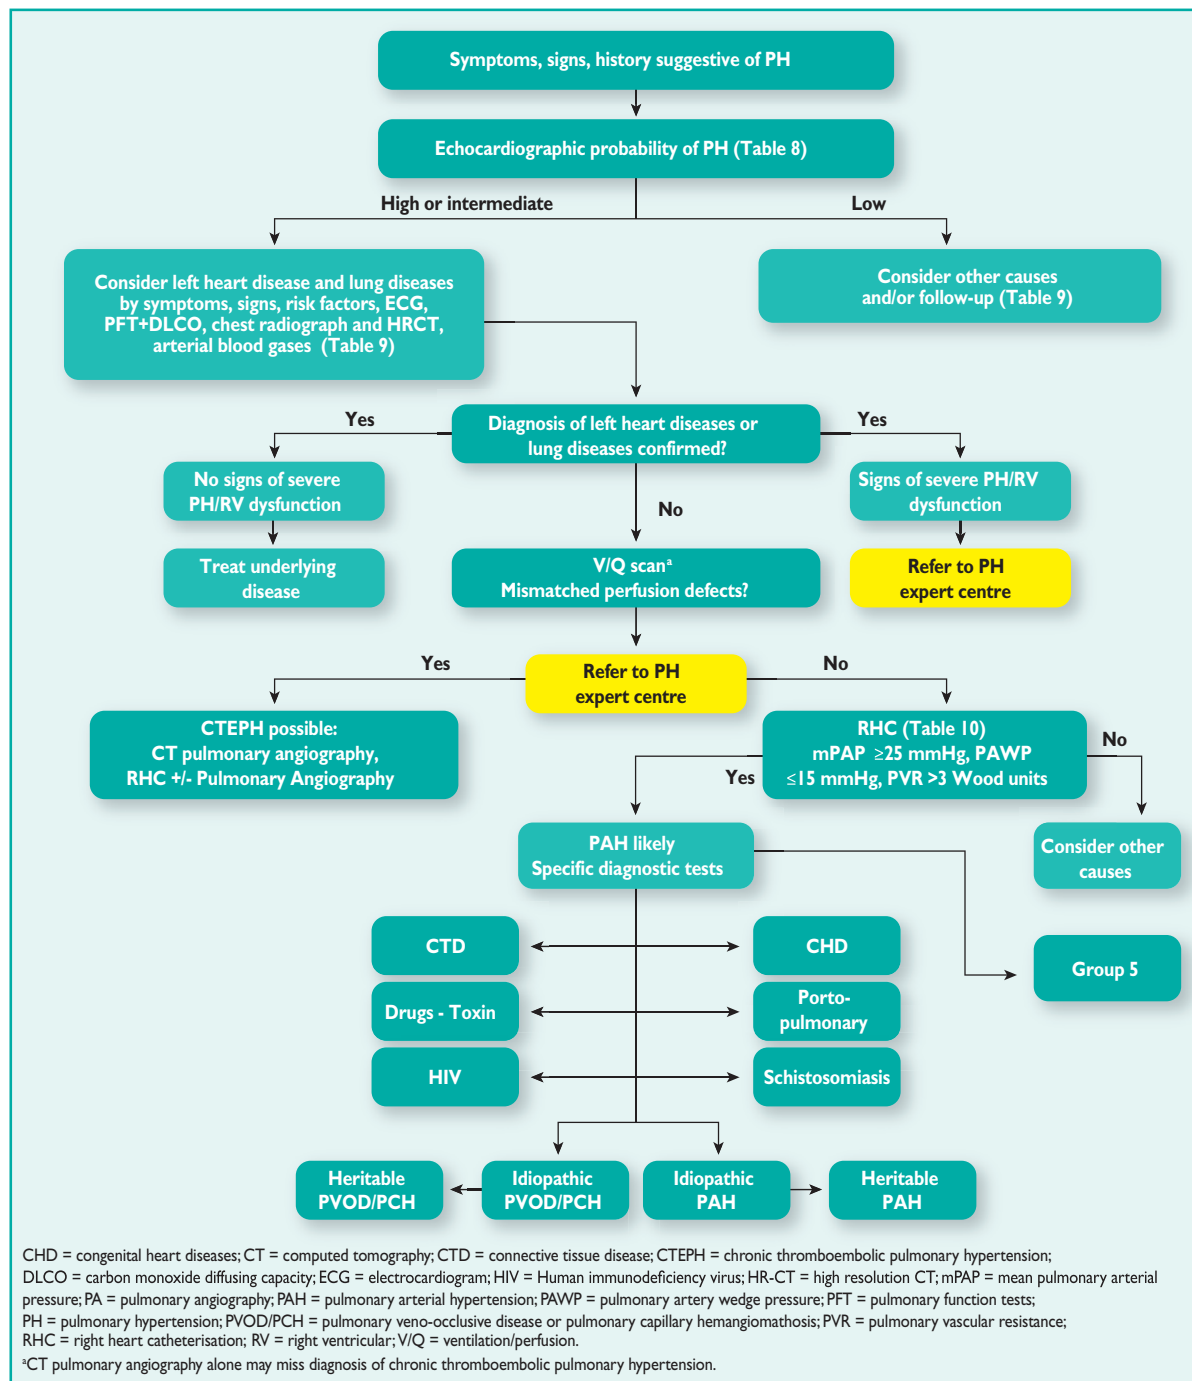 Symptoms, signs, history suggestive of PH
Echocardiographic probability of PH (Table 8)
High or intermediate
Low
Consider left heart disease and lung diseases
by symptoms, signs, risk factors, ECG,
PFT+DLCO, chest radiograph and HRCT,
arterial blood gases (Table 9)
Consider other causes
and/or follow-up (Table 9)
Yes
Diagnosis of left heart diseases or
lung diseases confirmed?
Yes
No signs of severe
PH/RV dysfunction
Signs of severe PH/RV
dysfunction
No
Treat underlying
disease
V/Q scanᵃ
Mismatched perfusion defects?
Refer to PH
expert centre
Yes
Refer to PH
expert centre
No
CTEPH possible:
CT pulmonary angiography,
RHC +/- Pulmonary Angiography
RHC (Table 10)
mPAP ≥25 mmHg, PAWP
≤15 mmHg, PVR >3 Wood units
No
Yes
PAH likely
Specific diagnostic tests
Consider other
causes
CTD
CHD
Group 5
Drugs - Toxin
Porto-
pulmonary
HIV
Schistosomiasis
Heritable
PVOD/PCH
Idiopathic
PVOD/PCH
Idiopathic
PAH
Heritable
PAH
CHD = congenital heart diseases; CT = computed tomography; CTD = connective tissue disease; CTEPH = chronic thromboembolic pulmonary hypertension;
DLCO = carbon monoxide diffusing capacity; ECG = electrocardiogram; HIV = Human immunodeficiency virus; HR-CT = high resolution CT; mPAP = mean pulmonary arterial
pressure; PA = pulmonary angiography; PAH = pulmonary arterial hypertension; PAWP = pulmonary artery wedge pressure; PFT = pulmonary function tests;
PH = pulmonary hypertension; PVOD/PCH = pulmonary veno-occlusive disease or pulmonary capillary hemangiomathosis; PVR = pulmonary vascular resistance;
RHC = right heart catheterisation; RV = right ventricular; V/Q = ventilation/perfusion.
ᵃCT pulmonary angiography alone may miss diagnosis of chronic thromboembolic pulmonary hypertension.